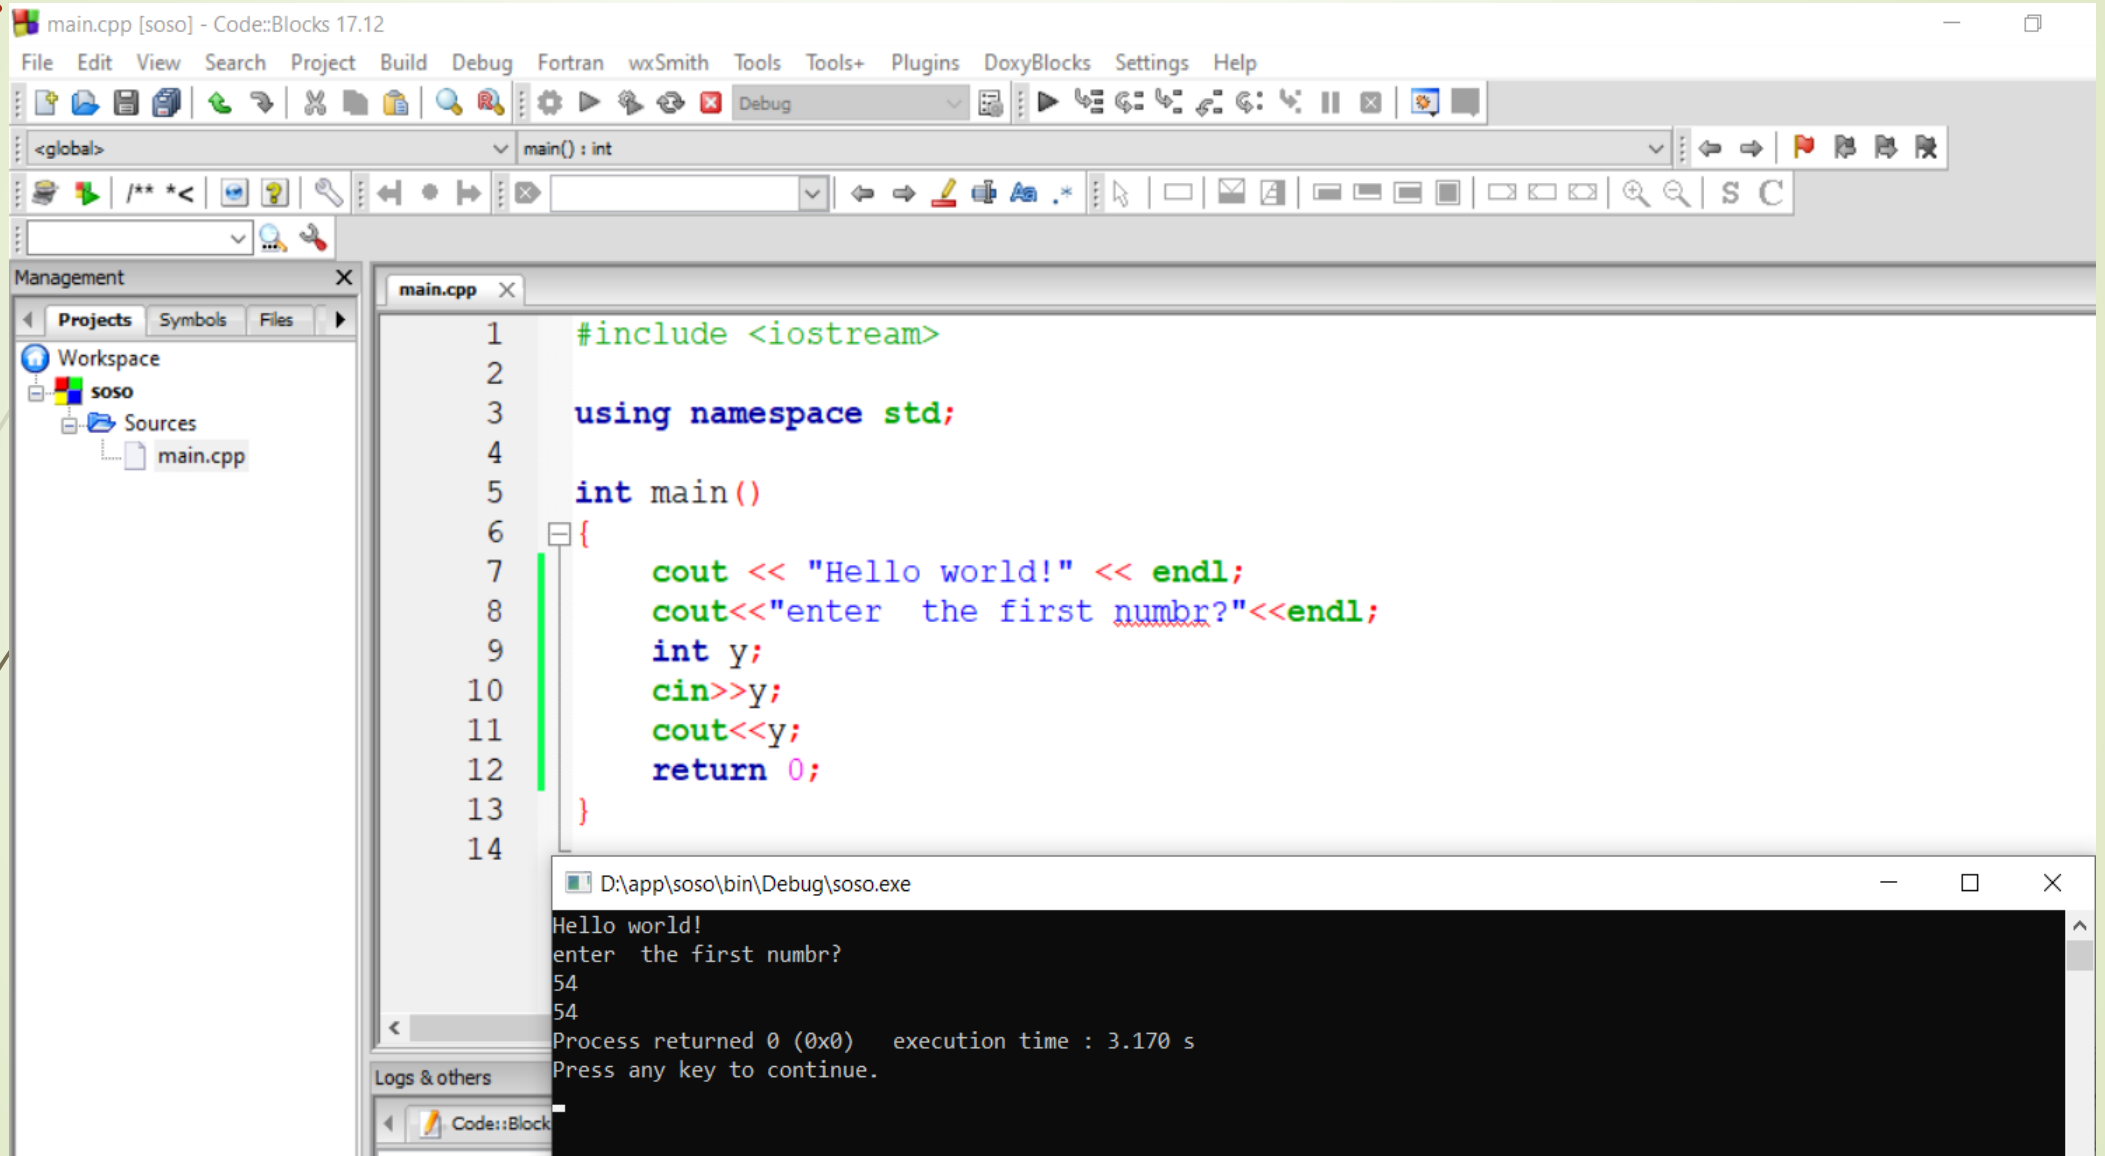 main.cpp [soso] - Code::Blocks 17.12
File Edit View Search Project Build Debug Fortran wxSmith Tools Tools+ Plugins DoxyBlocks Settings Help
Debug
<global> main() : int
/** *<
S C
Management
main.cpp
Projects Symbols Files
Workspace
soso
Sources
main.cpp
1 #include <iostream>
2
3 using namespace std;
4
5 int main()
6 {
7 cout << "Hello world!" << endl;
8 cout<<"enter  the first numbr?"<<endl;
9 int y;
10 cin>>y;
11 cout<<y;
12 return 0;
13 }
14
D:\app\soso\bin\Debug\soso.exe
Hello world!
enter  the first numbr?
54
54
Process returned 0 (0x0)   execution time : 3.170 s
Press any key to continue.
Logs & others
Code::Block